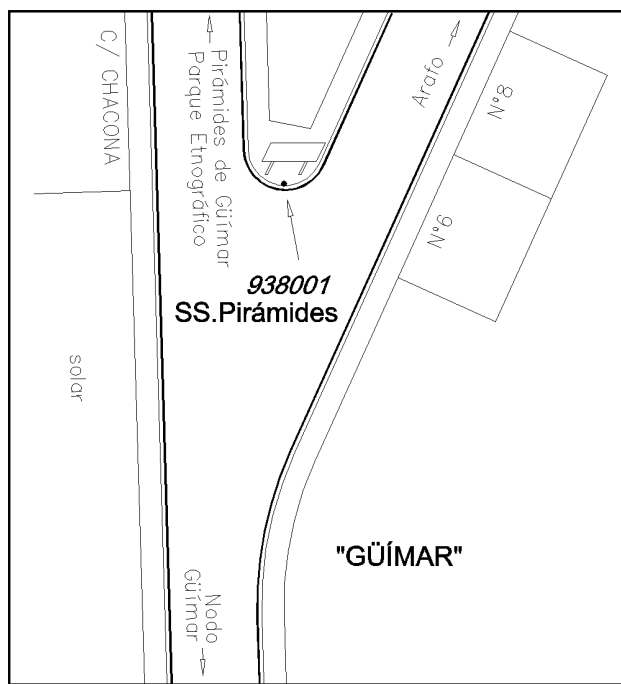 C/ CHACONA
Pirámides de Güímar
Parque Etnográfico
Arafo
N°8
N°6
938001
SS.Pirámides
solar
"GÜÍMAR"
Nodo
Güímar